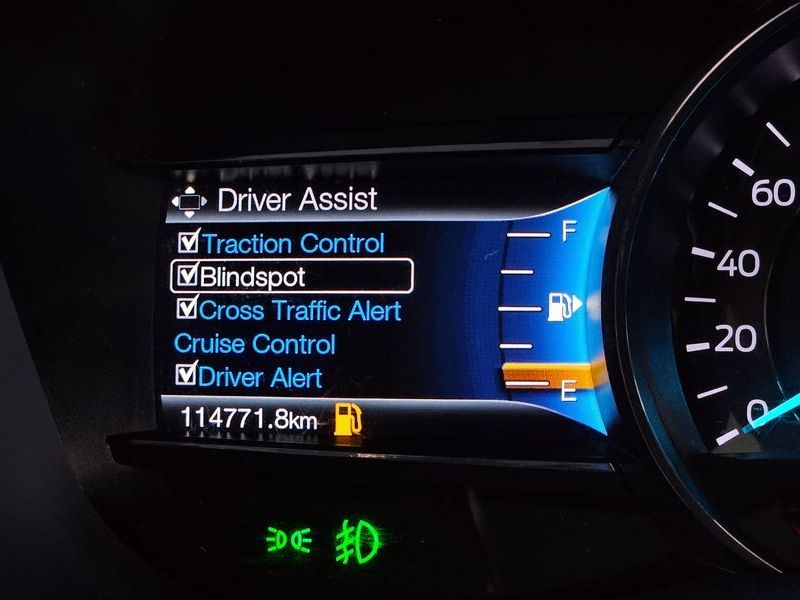 Driver Assist
Traction Control
Blindspot
Cross Traffic Alert
Cruise Control
Driver Alert
114771.8km
F
E
60
40
20
0